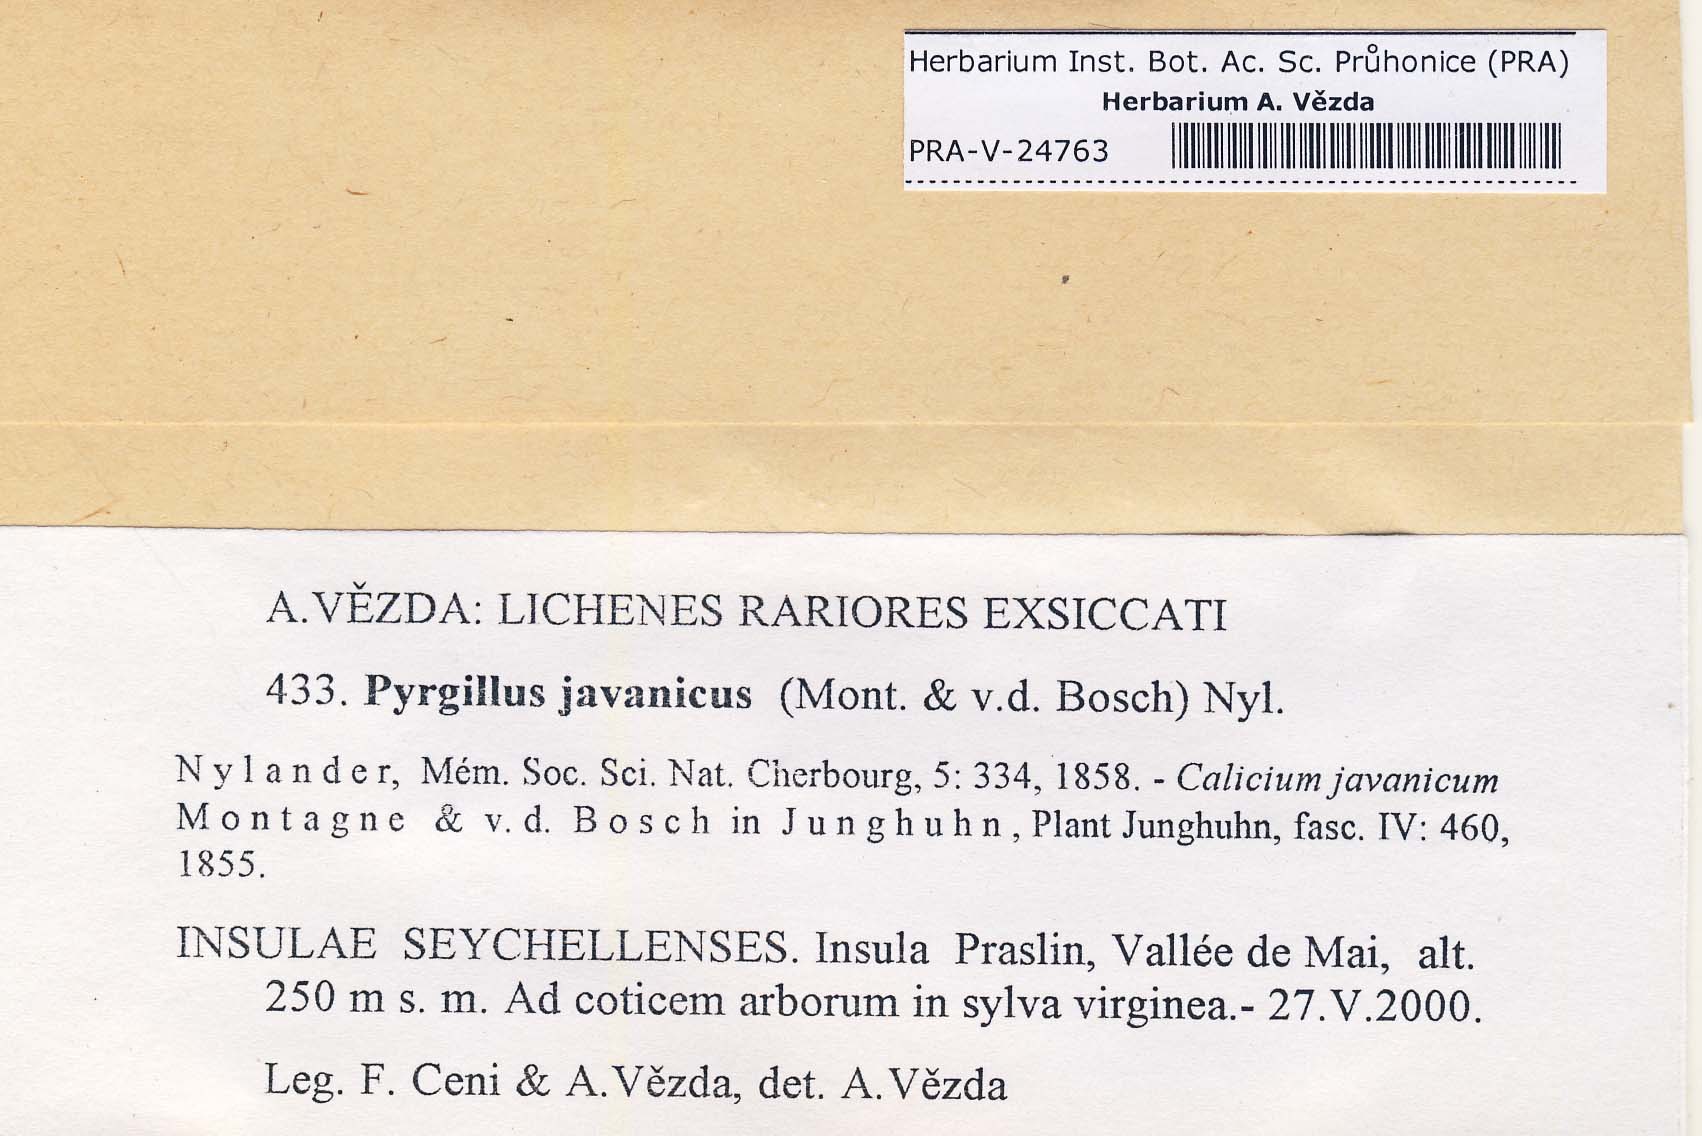 Herbarium Inst. Bot. Ac. Sc. Průhonice (PRA)
Herbarium A. Vězda
PRA-V-24763
A.VĚZDA: LICHENES RARIORES EXSICCATI
433. Pyrgillus javanicus (Mont. & v.d. Bosch) Nyl.
Nylander, Mém. Soc. Sci. Nat. Cherbourg, 5: 334, 1858. - Calicium javanicum
Montagne & v. d. Bosch in Junghuhn, Plant Junghuhn, fasc. IV: 460,
1855.
INSULAE SEYCHELLENSES. Insula Praslin, Vallée de Mai, alt.
250 m s. m. Ad coticem arborum in sylva virginea.- 27.V.2000.
Leg. F. Ceni & A.Vězda, det. A.Vězda